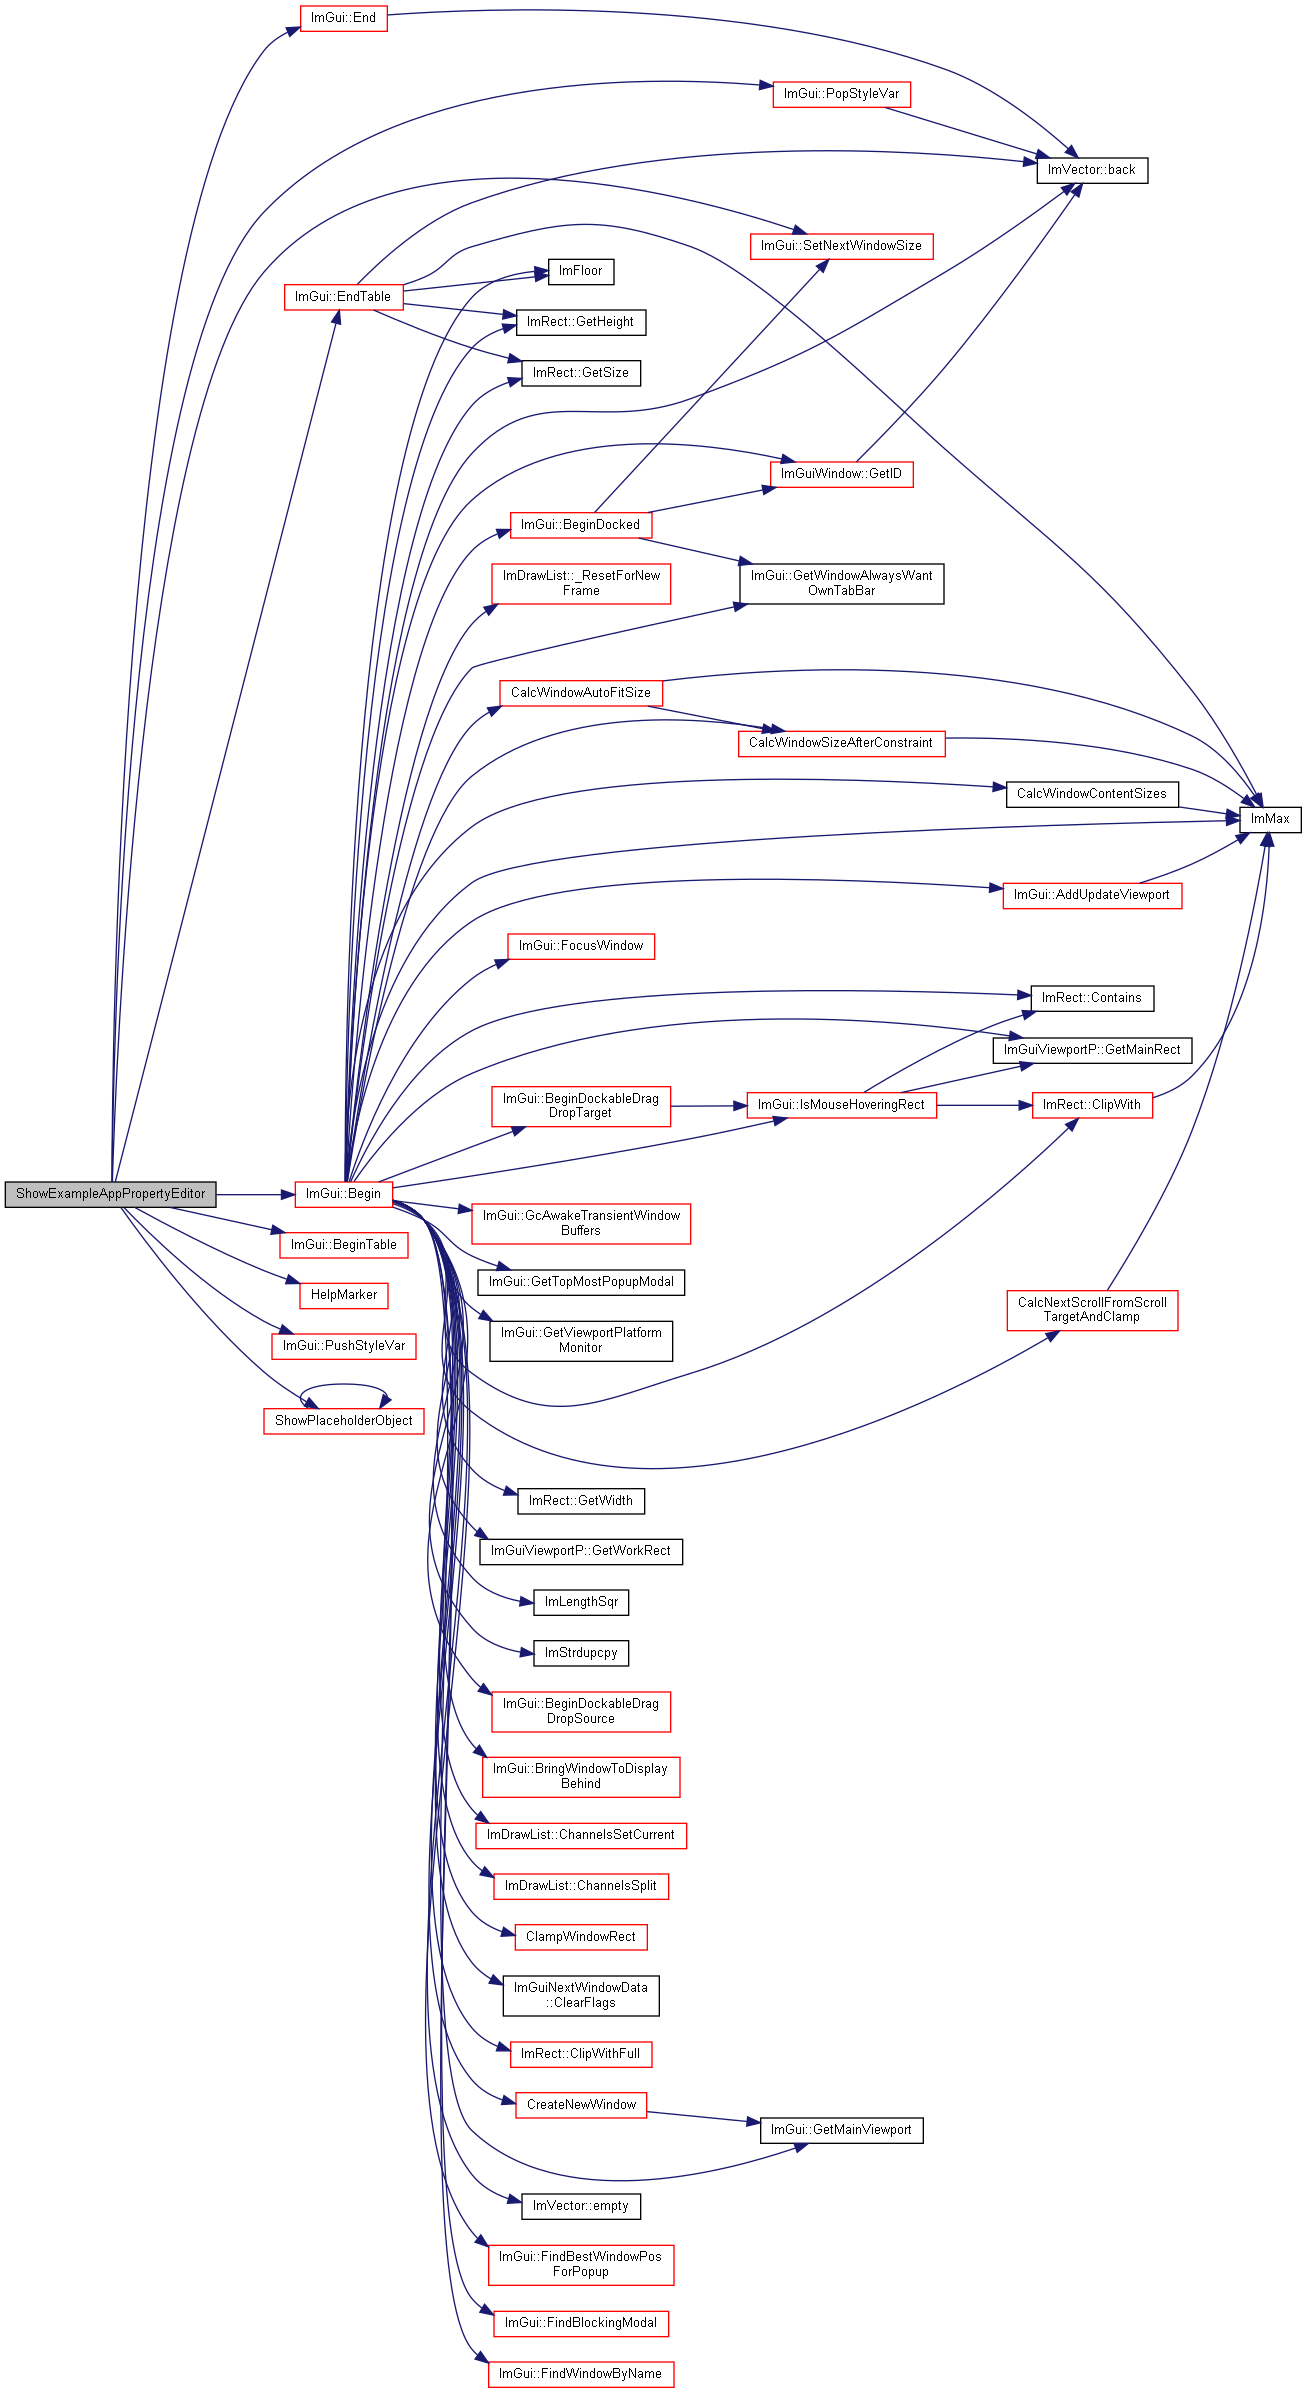 ImGui::End
ImGui::PopStyleVar
ImVector::back
ImGui::SetNextWindowSize
ImFloor
ImGui::EndTable
ImRect::GetHeight
ImRect::GetSize
ImGuiWindow::GetID
ImGui::BeginDocked
ImDrawList::_ResetForNew
Frame
ImGui::GetWindowAlwaysWant
OwnTabBar
CalcWindowAutoFitSize
CalcWindowSizeAfterConstraint
CalcWindowContentSizes
ImMax
ImGui::AddUpdateViewport
ImGui::FocusWindow
ImRect::Contains
ImGuiViewportP::GetMainRect
ImGui::BeginDockableDrag
DropTarget
ImGui::IsMouseHoveringRect
ImRect::ClipWith
ShowExampleAppPropertyEditor
ImGui::Begin
ImGui::GcAwakeTransientWindow
Buffers
ImGui::BeginTable
ImGui::GetTopMostPopupModal
HelpMarker
CalcNextScrollFromScroll
TargetAndClamp
ImGui::GetViewportPlatform
Monitor
ImGui::PushStyleVar
ShowPlaceholderObject
ImRect::GetWidth
ImGuiViewportP::GetWorkRect
ImLengthSqr
ImStrdupcpy
ImGui::BeginDockableDrag
DropSource
ImGui::BringWindowToDisplay
Behind
ImDrawList::ChannelsSetCurrent
ImDrawList::ChannelsSplit
ClampWindowRect
ImGuiNextWindowData
::ClearFlags
ImRect::ClipWithFull
CreateNewWindow
ImGui::GetMainViewport
ImVector::empty
ImGui::FindBestWindowPos
ForPopup
ImGui::FindBlockingModal
ImGui::FindWindowByName